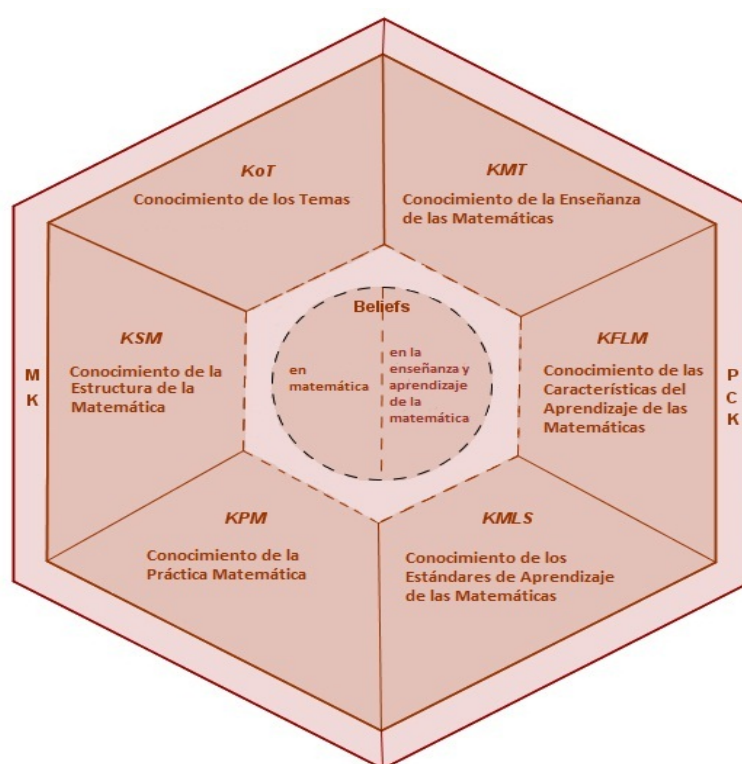 KoT
Conocimiento de los Temas
KMT
Conocimiento de la Enseñanza
de las Matemáticas
KSM
Conocimiento de la
Estructura de la
Matemática
M
K
Beliefs
en
matemática
en la
enseñanza y
aprendizaje
de la
matemática
KFLM
Conocimiento de las
Características del
Aprendizaje de las
Matemáticas
P
C
K
KPM
Conocimiento de la
Práctica Matemática
KMLS
Conocimiento de los
Estándares de Aprendizaje
de las Matemáticas